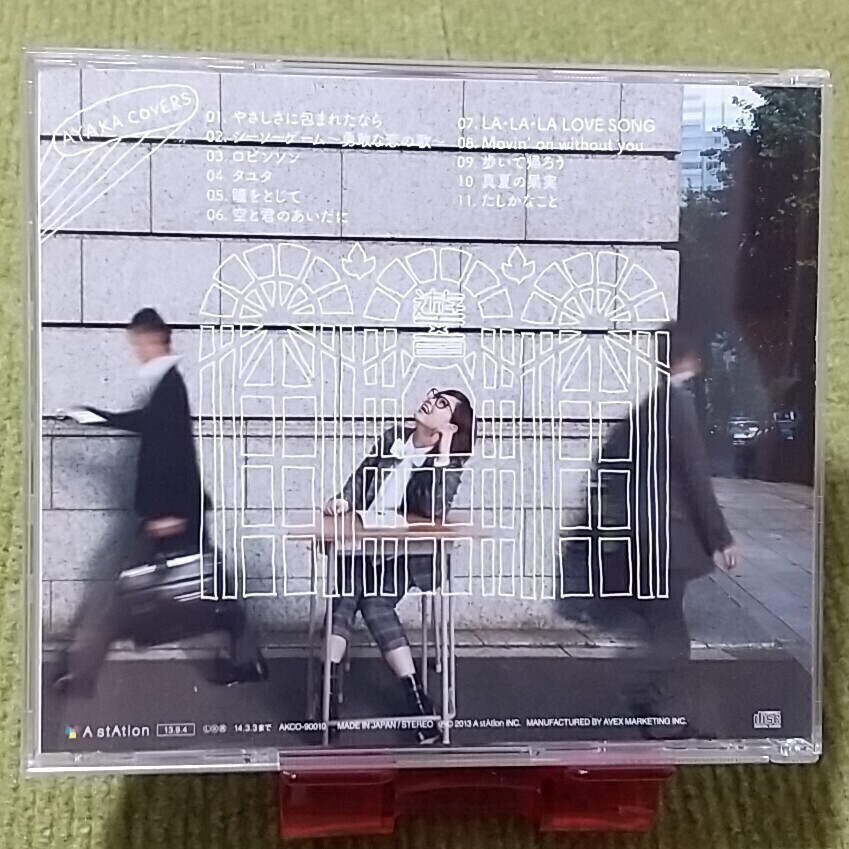 AYAKA COVERS
01. やさしさに包まれたなら
02. シーソーゲーム～勇敢な恋の歌～
03 ロビンソン
04 タユタ
05. 瞳をとじて
06. 空と君のあいだに
07. LA・LA・LA LOVE SONG
08. Movin' on without you
09 歩いて帰ろう
10 真夏の果実
11. たしかなこと
遊音
A stAtion 13.9.4 14.3.3まで AKCO-90010 MADE IN JAPAN / STEREO ℗© 2013 A stAtion INC. MANUFACTURED BY AVEX MARKETING INC.